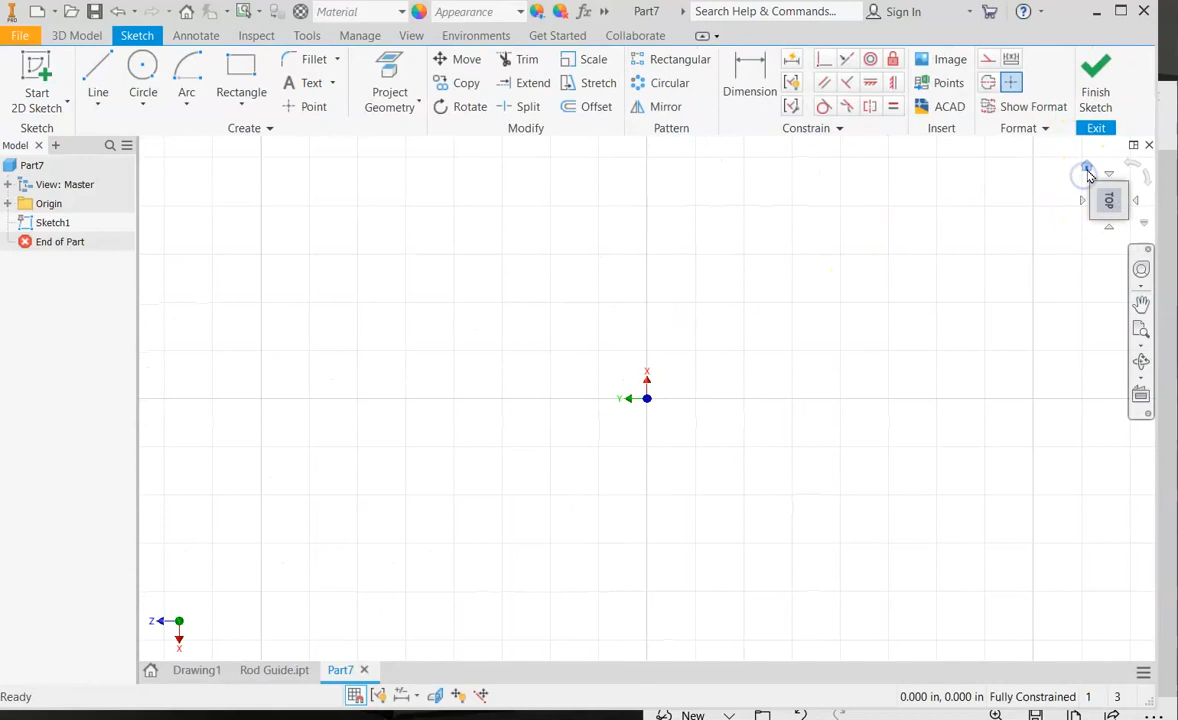 PRO
Material
Appearance
fx
Part7
Search Help & Commands...
Sign In
File
3D Model
Sketch
Annotate
Inspect
Tools
Manage
View
Environments
Get Started
Collaborate
Start
2D Sketch
Line
Circle
Arc
Rectangle
Fillet
Text
Point
Project
Geometry
Move
Copy
Rotate
Trim
Extend
Split
Scale
Stretch
Offset
Rectangular
Circular
Mirror
Dimension
Image
Points
ACAD
Show Format
Finish
Sketch
Sketch
Create
Modify
Pattern
Constrain
Insert
Format
Exit
Model
Part7
View: Master
Origin
Sketch1
End of Part
TOP
X
Y
Z
X
Drawing1
Rod Guide.ipt
Part7
Ready
0.000 in, 0.000 in Fully Constrained 1 3
New